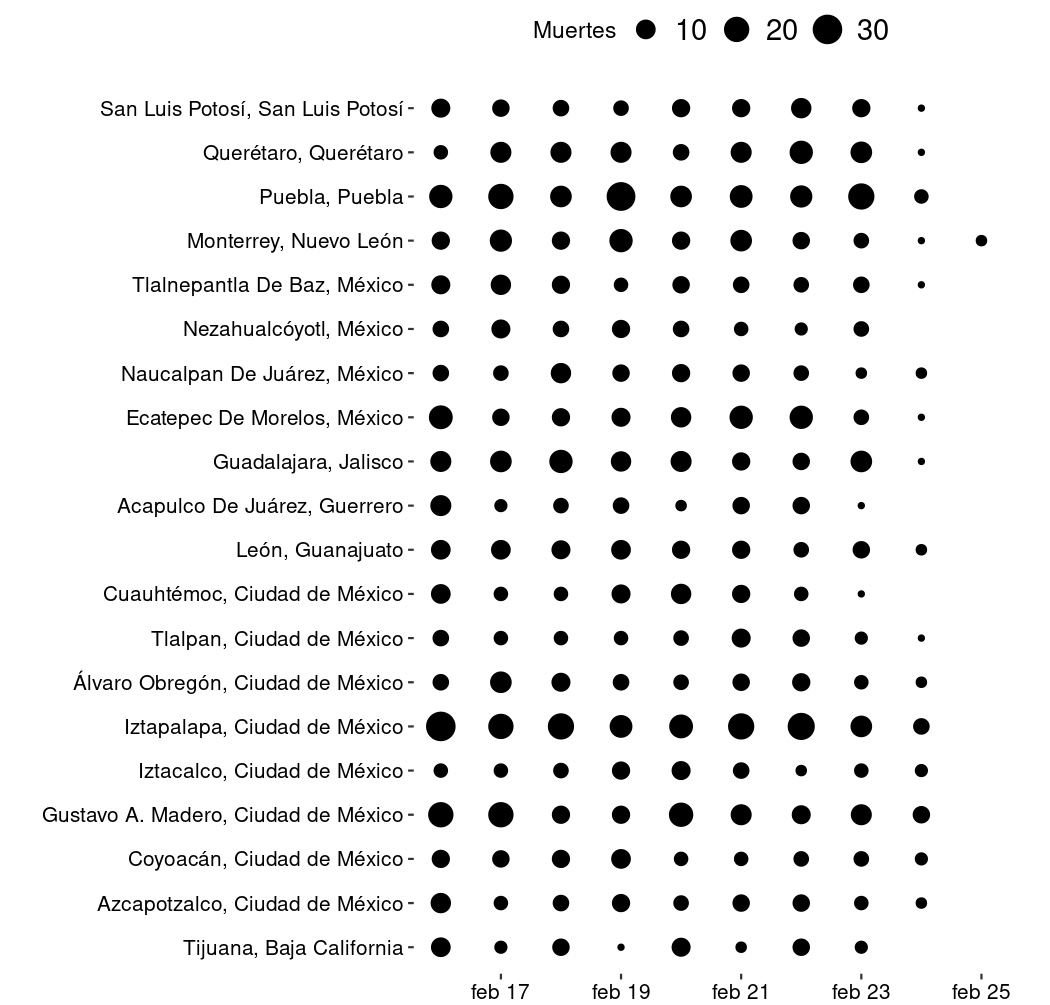 Muertes 10 20 30
San Luis Potosí, San Luis Potosí
Querétaro, Querétaro
Puebla, Puebla
Monterrey, Nuevo León
Tlalnepantla De Baz, México
Nezahualcóyotl, México
Naucalpan De Juárez, México
Ecatepec De Morelos, México
Guadalajara, Jalisco
Acapulco De Juárez, Guerrero
León, Guanajuato
Cuauhtémoc, Ciudad de México
Tlalpan, Ciudad de México
Álvaro Obregón, Ciudad de México
Iztapalapa, Ciudad de México
Iztacalco, Ciudad de México
Gustavo A. Madero, Ciudad de México
Coyoacán, Ciudad de México
Azcapotzalco, Ciudad de México
Tijuana, Baja California
feb 17 feb 19 feb 21 feb 23 feb 25